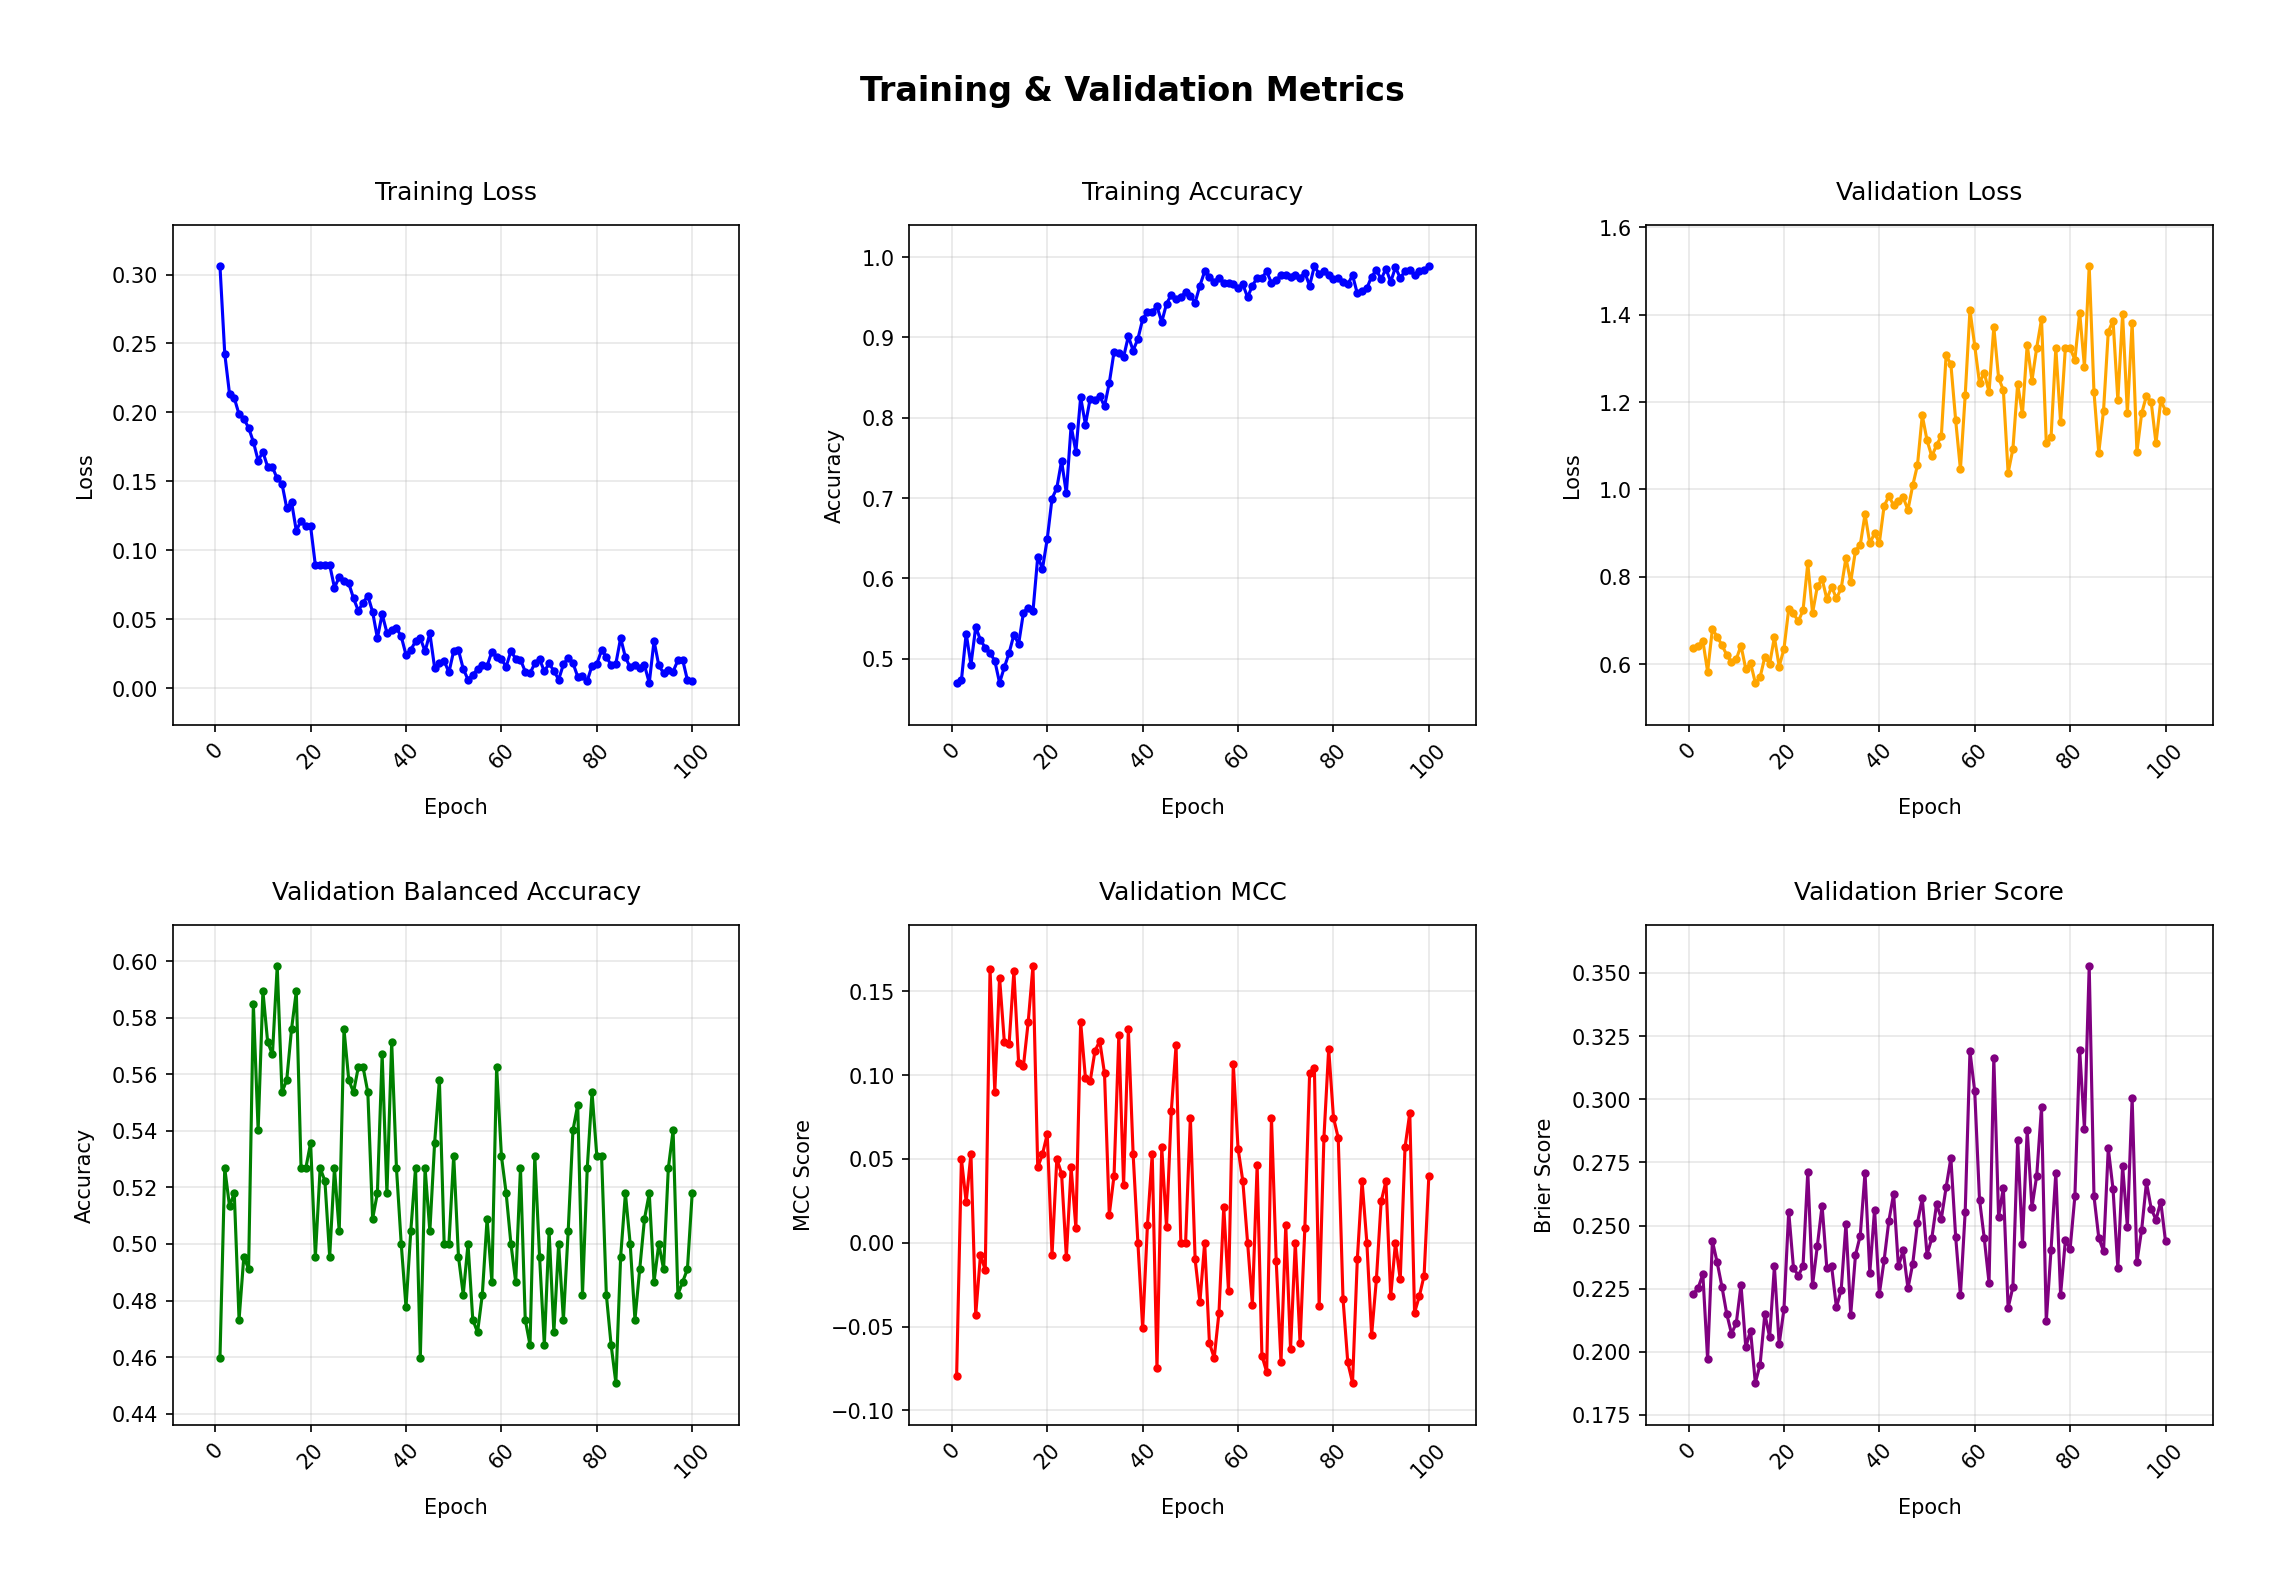 Training & Validation Metrics
Training Loss
Training Accuracy
Validation Loss
Loss
0.30
0.25
0.20
0.15
0.10
0.05
0.00
0 20 40 60 80 100
Epoch
Accuracy
1.0
0.9
0.8
0.7
0.6
0.5
0 20 40 60 80 100
Epoch
Loss
1.6
1.4
1.2
1.0
0.8
0.6
0 20 40 60 80 100
Epoch
Validation Balanced Accuracy
Validation MCC
Validation Brier Score
Accuracy
0.60
0.58
0.56
0.54
0.52
0.50
0.48
0.46
0.44
0 20 40 60 80 100
Epoch
MCC Score
0.15
0.10
0.05
0.00
−0.05
−0.10
0 20 40 60 80 100
Epoch
Brier Score
0.350
0.325
0.300
0.275
0.250
0.225
0.200
0.175
0 20 40 60 80 100
Epoch